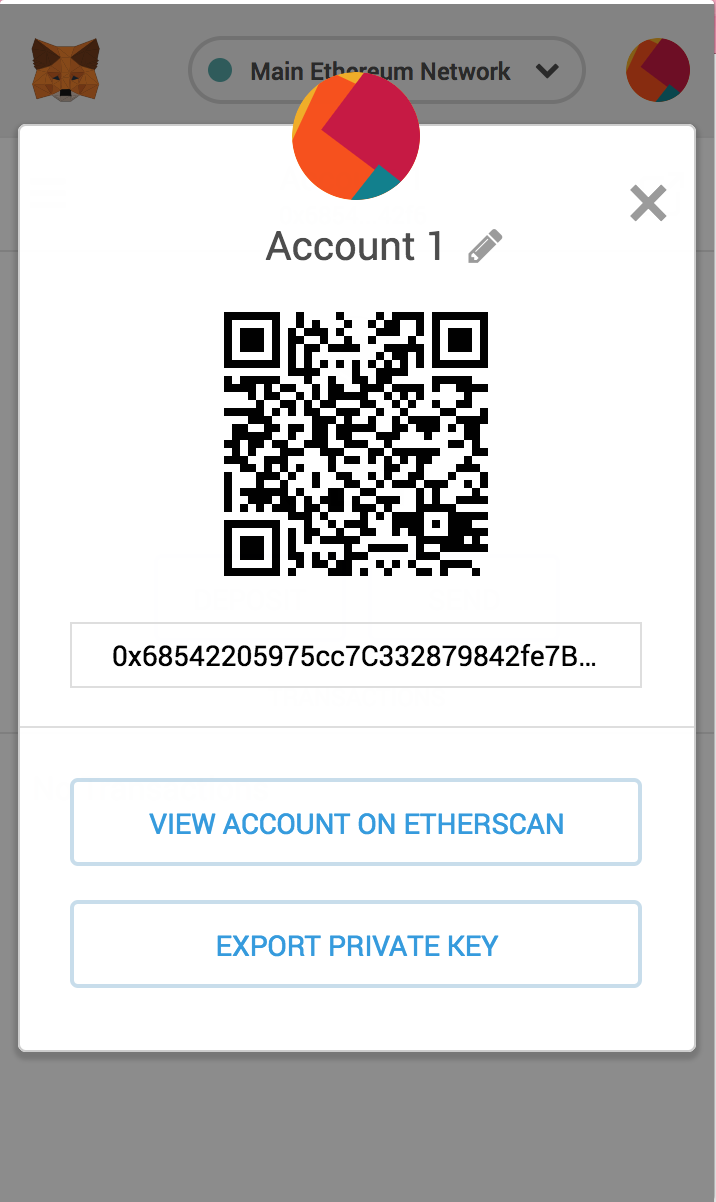 Main Ethereum Network
Account 1
0x68542205975cc7C332879842fe7B...
VIEW ACCOUNT ON ETHERSCAN
EXPORT PRIVATE KEY